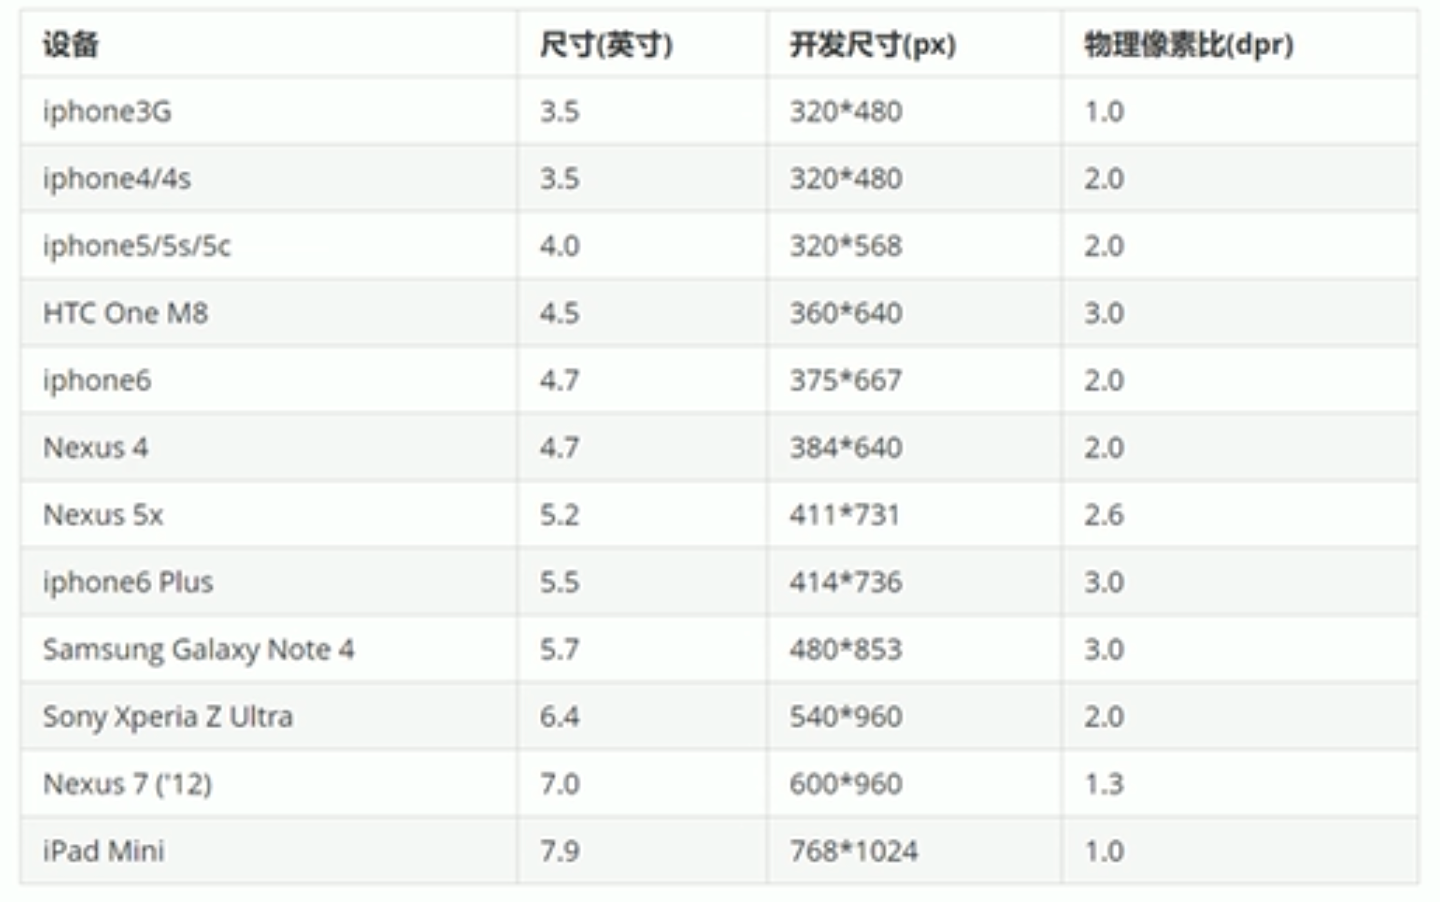 设备 尺寸(英寸) 开发尺寸(px) 物理像素比(dpr)
iphone3G 3.5 320*480 1.0
iphone4/4s 3.5 320*480 2.0
iphone5/5s/5c 4.0 320*568 2.0
HTC One M8 4.5 360*640 3.0
iphone6 4.7 375*667 2.0
Nexus 4 4.7 384*640 2.0
Nexus 5x 5.2 411*731 2.6
iphone6 Plus 5.5 414*736 3.0
Samsung Galaxy Note 4 5.7 480*853 3.0
Sony Xperia Z Ultra 6.4 540*960 2.0
Nexus 7 ('12) 7.0 600*960 1.3
iPad Mini 7.9 768*1024 1.0